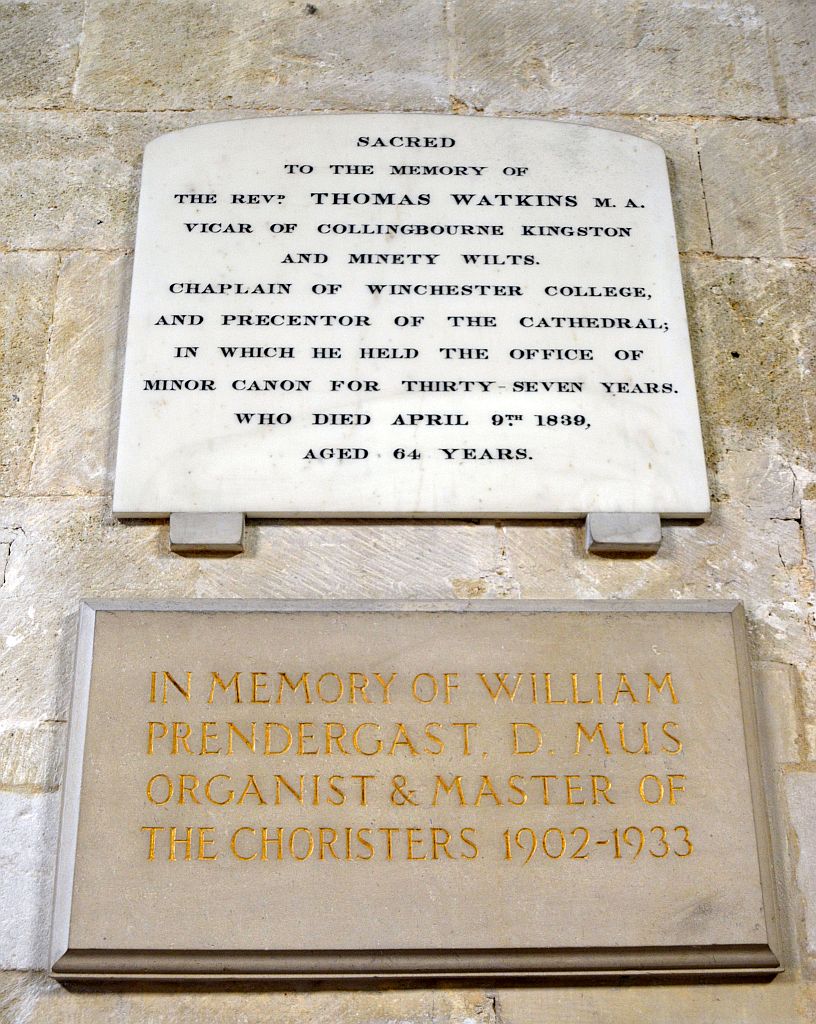 SACRED
TO THE MEMORY OF
THE REVD. THOMAS WATKINS M. A.
VICAR OF COLLINGBOURNE KINGSTON
AND MINETY WILTS.
CHAPLAIN OF WINCHESTER COLLEGE,
AND PRECENTOR OF THE CATHEDRAL;
IN WHICH HE HELD THE OFFICE OF
MINOR CANON FOR THIRTY-SEVEN YEARS.
WHO DIED APRIL 9TH 1839,
AGED 64 YEARS.
IN MEMORY OF WILLIAM
PRENDERGAST, D. MUS
ORGANIST & MASTER OF
THE CHORISTERS 1902-1933